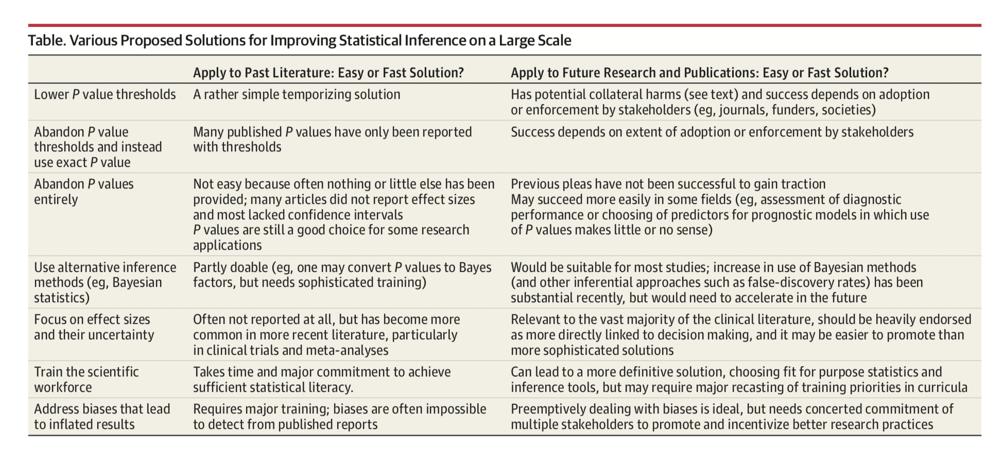 Table. Various Proposed Solutions for Improving Statistical Inference on a Large Scale
Apply to Past Literature: Easy or Fast Solution?
Apply to Future Research and Publications: Easy or Fast Solution?
Lower P value thresholds
A rather simple temporizing solution
Has potential collateral harms (see text) and success depends on adoption
or enforcement by stakeholders (eg, journals, funders, societies)
Abandon P value
thresholds and instead
use exact P value
Many published P values have only been reported
with thresholds
Success depends on extent of adoption or enforcement by stakeholders
Abandon P values
entirely
Not easy because often nothing or little else has been
provided; many articles did not report effect sizes
and most lacked confidence intervals
P values are still a good choice for some research
applications
Previous pleas have not been successful to gain traction
May succeed more easily in some fields (eg, assessment of diagnostic
performance or choosing of predictors for prognostic models in which use
of P values makes little or no sense)
Use alternative inference
methods (eg, Bayesian
statistics)
Partly doable (eg, one may convert P values to Bayes
factors, but needs sophisticated training)
Would be suitable for most studies; increase in use of Bayesian methods
(and other inferential approaches such as false-discovery rates) has been
substantial recently, but would need to accelerate in the future
Focus on effect sizes
and their uncertainty
Often not reported at all, but has become more
common in more recent literature, particularly
in clinical trials and meta-analyses
Relevant to the vast majority of the clinical literature, should be heavily endorsed
as more directly linked to decision making, and it may be easier to promote than
more sophisticated solutions
Train the scientific
workforce
Takes time and major commitment to achieve
sufficient statistical literacy.
Can lead to a more definitive solution, choosing fit for purpose statistics and
inference tools, but may require major recasting of training priorities in curricula
Address biases that lead
to inflated results
Requires major training; biases are often impossible
to detect from published reports
Preemptively dealing with biases is ideal, but needs concerted commitment of
multiple stakeholders to promote and incentivize better research practices